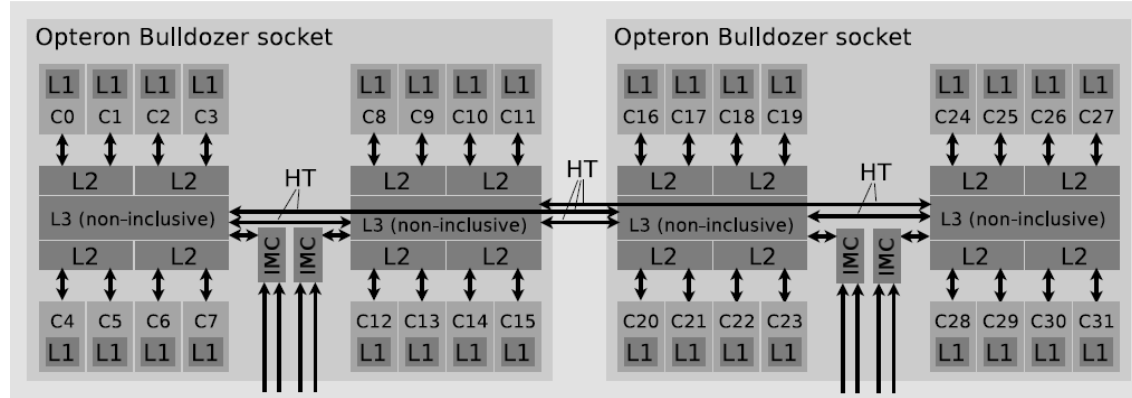 Opteron Bulldozer socket Opteron Bulldozer socket
L1 L1 L1 L1 L1 L1 L1 L1 L1 L1 L1 L1 L1 L1 L1 L1
C0 C1 C2 C3 C8 C9 C10 C11 C16 C17 C18 C19 C24 C25 C26 C27
HT HT HT
L2 L2 L2 L2 L2 L2 L2 L2
L3 (non-inclusive) L3 (non-inclusive) L3 (non-inclusive) L3 (non-inclusive)
IMC IMC IMC IMC
L2 L2 L2 L2 L2 L2 L2 L2
C4 C5 C6 C7 C12 C13 C14 C15 C20 C21 C22 C23 C28 C29 C30 C31
L1 L1 L1 L1 L1 L1 L1 L1 L1 L1 L1 L1 L1 L1 L1 L1